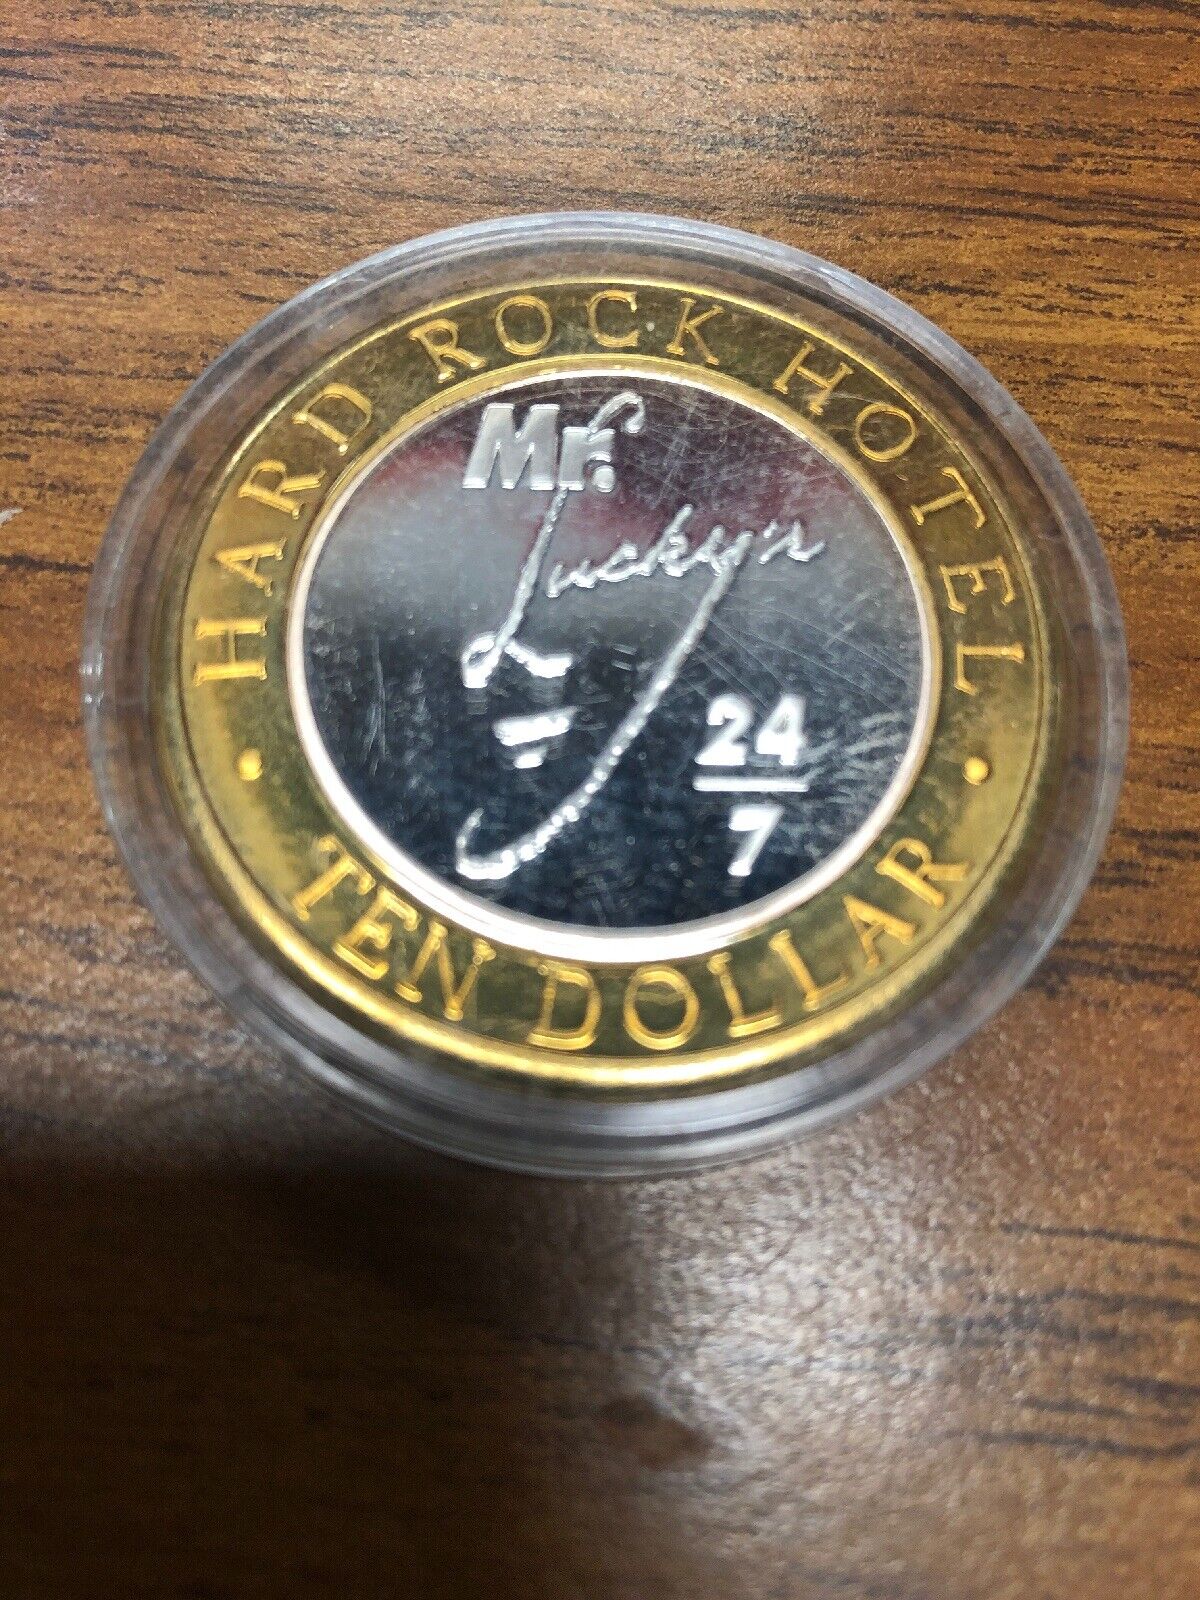 HARD ROCK HOTEL
Mr.
Lucky's
24
7
· TEN DOLLAR ·